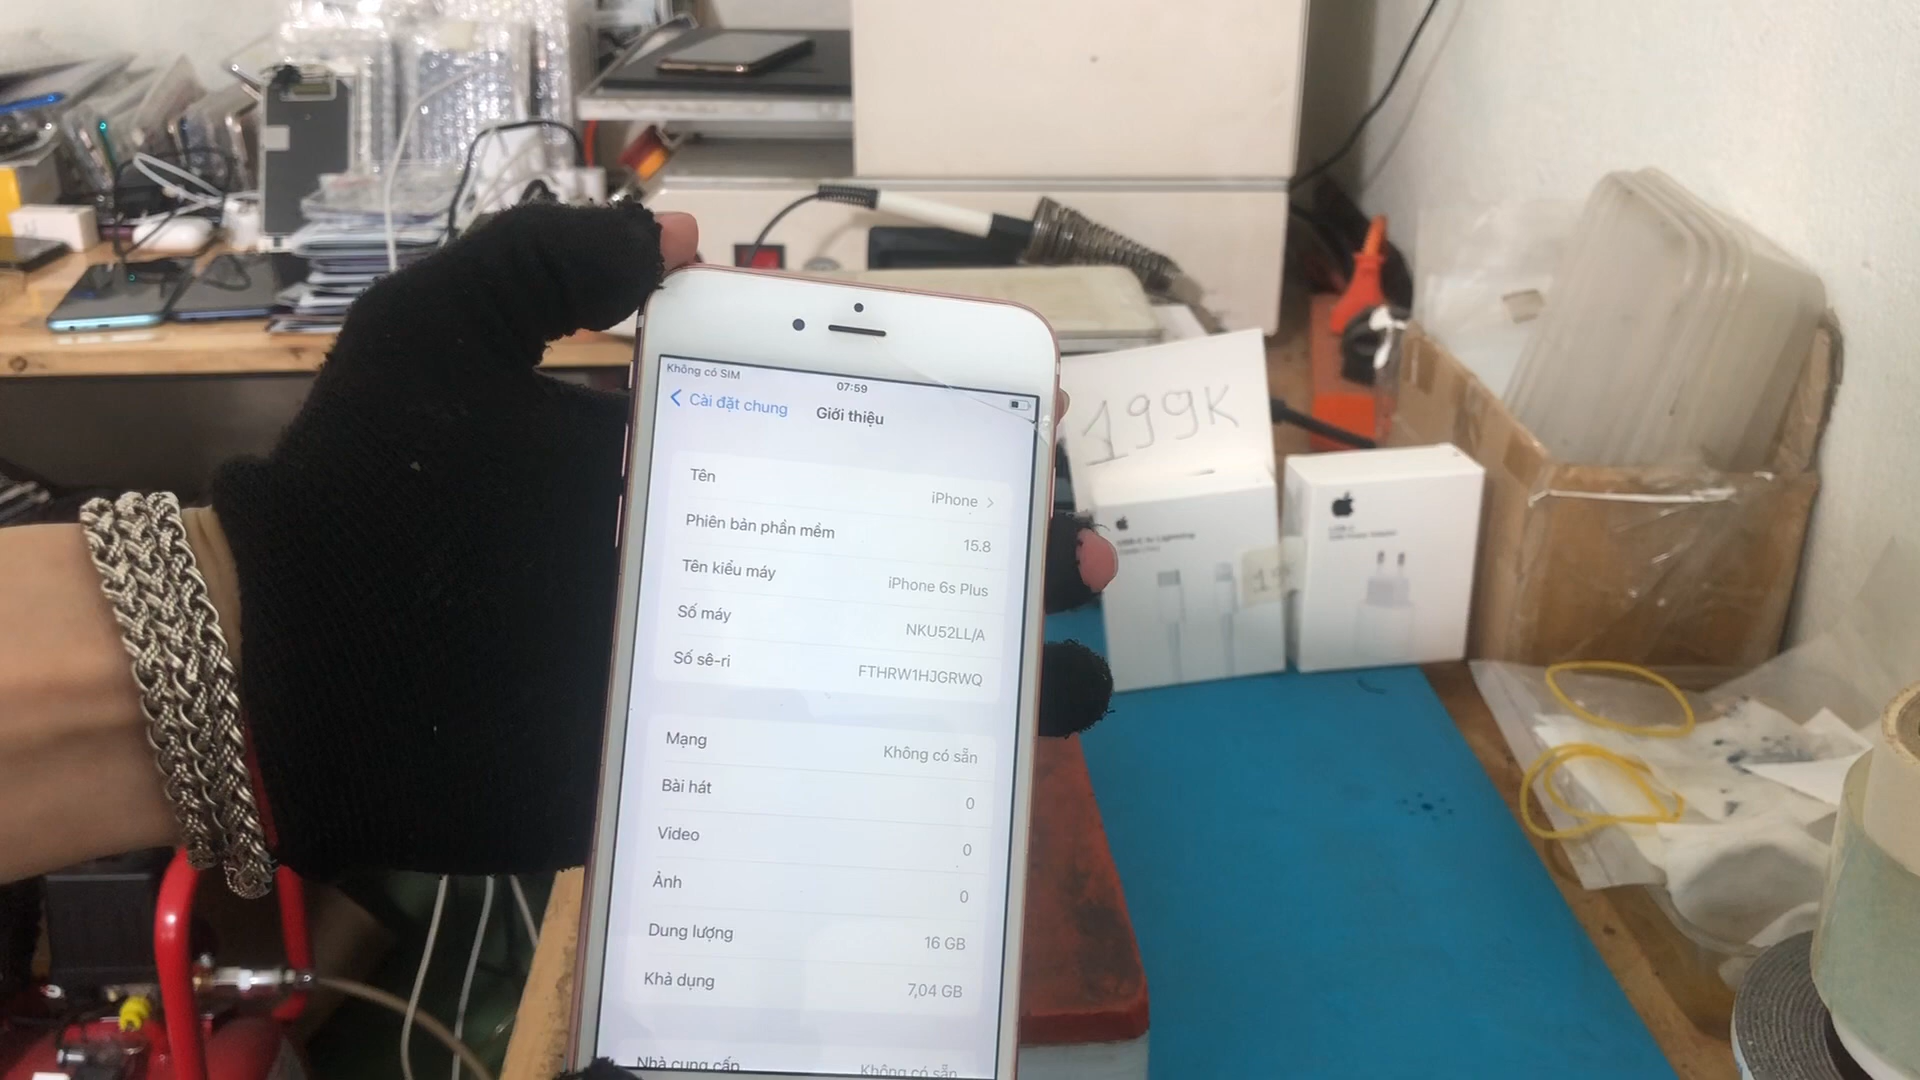 Không có SIM
07:59
Cài đặt chung
Giới thiệu
Tên
iPhone
Phiên bản phần mềm
15.8
Tên kiểu máy
iPhone 6s Plus
Số máy
NKU52LL/A
Số sê-ri
FTHRW1HJGRWQ
Mạng
Không có sẵn
Bài hát
0
Video
0
Ảnh
0
Dung lượng
16 GB
Khả dụng
7,04 GB
Nhà cung cấp
Không có sẵn
199K
USB-C to Lightning